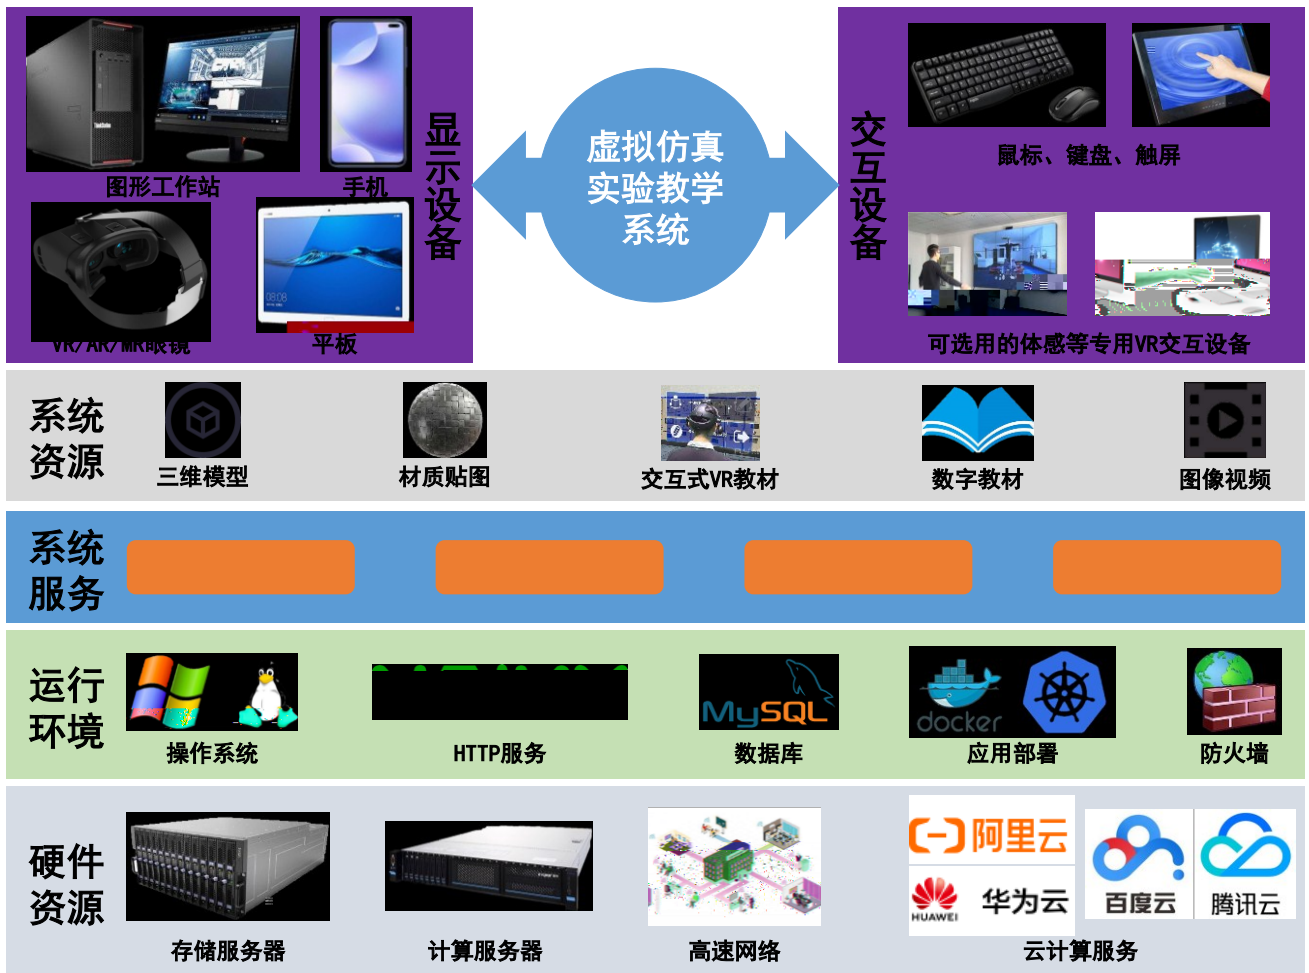 图形工作站
手机
VR/AR/MR眼镜
平板
显示设备
虚拟仿真
实验教学
系统
交互设备
鼠标、键盘、触屏
可选用的体感等专用VR交互设备
系统
资源
三维模型
材质贴图
交互式VR教材
数字教材
图像视频
系统
服务
运行
环境
操作系统
HTTP服务
MySQL
数据库
docker
应用部署
防火墙
硬件
资源
存储服务器
计算服务器
高速网络
阿里云
HUAWEI 华为云
百度云
腾讯云
云计算服务